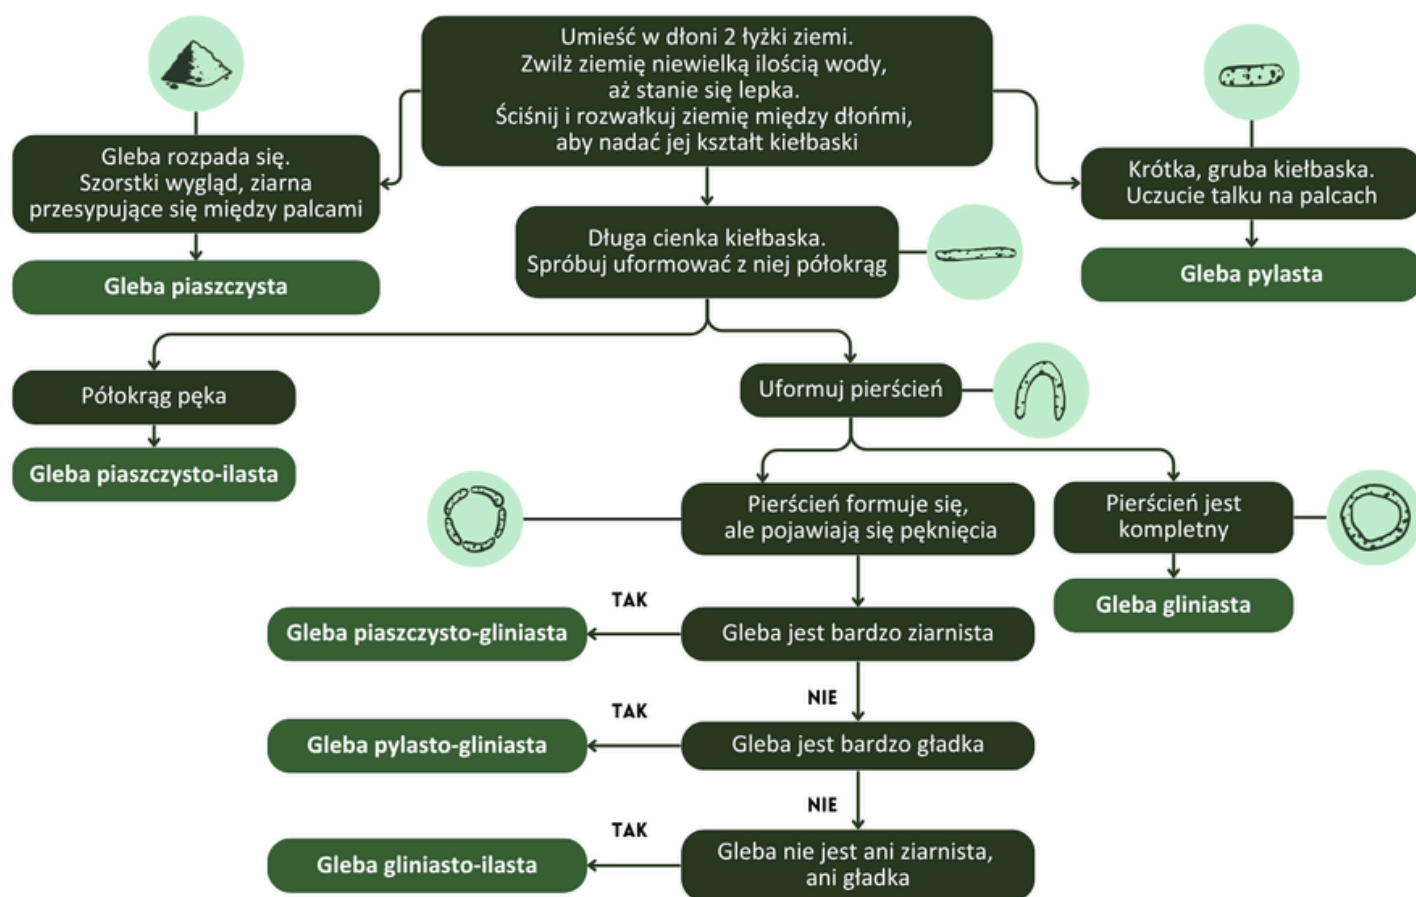 Umieść w dłoni 2 łyżki ziemi.
Zwilż ziemię niewielką ilością wody,
aż stanie się lepka.
Ściśnij i rozwałkuj ziemię między dłońmi,
aby nadać jej kształt kiełbaski
Gleba rozpada się.
Szorstki wygląd, ziarna
przesypujące się między palcami
Gleba piaszczysta
Krótka, gruba kiełbaska.
Uczucie talku na palcach
Gleba pylasta
Długa cienka kiełbaska.
Spróbuj uformować z niej półokrąg
Półokrąg pęka
Gleba piaszczysto-ilasta
Uformuj pierścień
Pierścień formuje się,
ale pojawiają się pęknięcia
Pierścień jest
kompletny
Gleba gliniasta
Gleba jest bardzo ziarnista
TAK
Gleba piaszczysto-gliniasta
NIE
Gleba jest bardzo gładka
TAK
Gleba pylasto-gliniasta
NIE
Gleba nie jest ani ziarnista,
ani gładka
TAK
Gleba gliniasto-ilasta